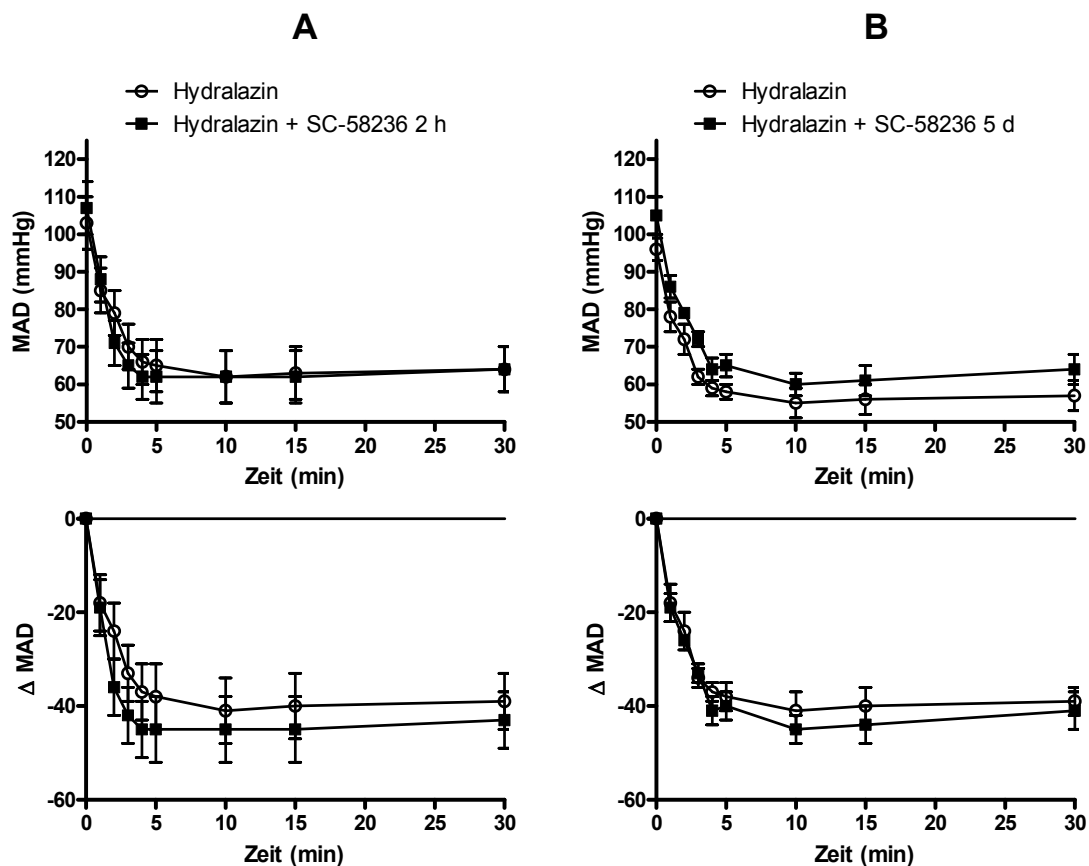 A
Hydralazin
Hydralazin + SC-58236 2 h
120
110
100
90
80
70
60
50
MAD (mmHg)
0 5 10 15 20 25 30
Zeit (min)
B
Hydralazin
Hydralazin + SC-58236 5 d
120
110
100
90
80
70
60
50
MAD (mmHg)
0 5 10 15 20 25 30
Zeit (min)
0
-20
-40
-60
Δ MAD
0 5 10 15 20 25 30
Zeit (min)
0
-20
-40
-60
Δ MAD
0 5 10 15 20 25 30
Zeit (min)